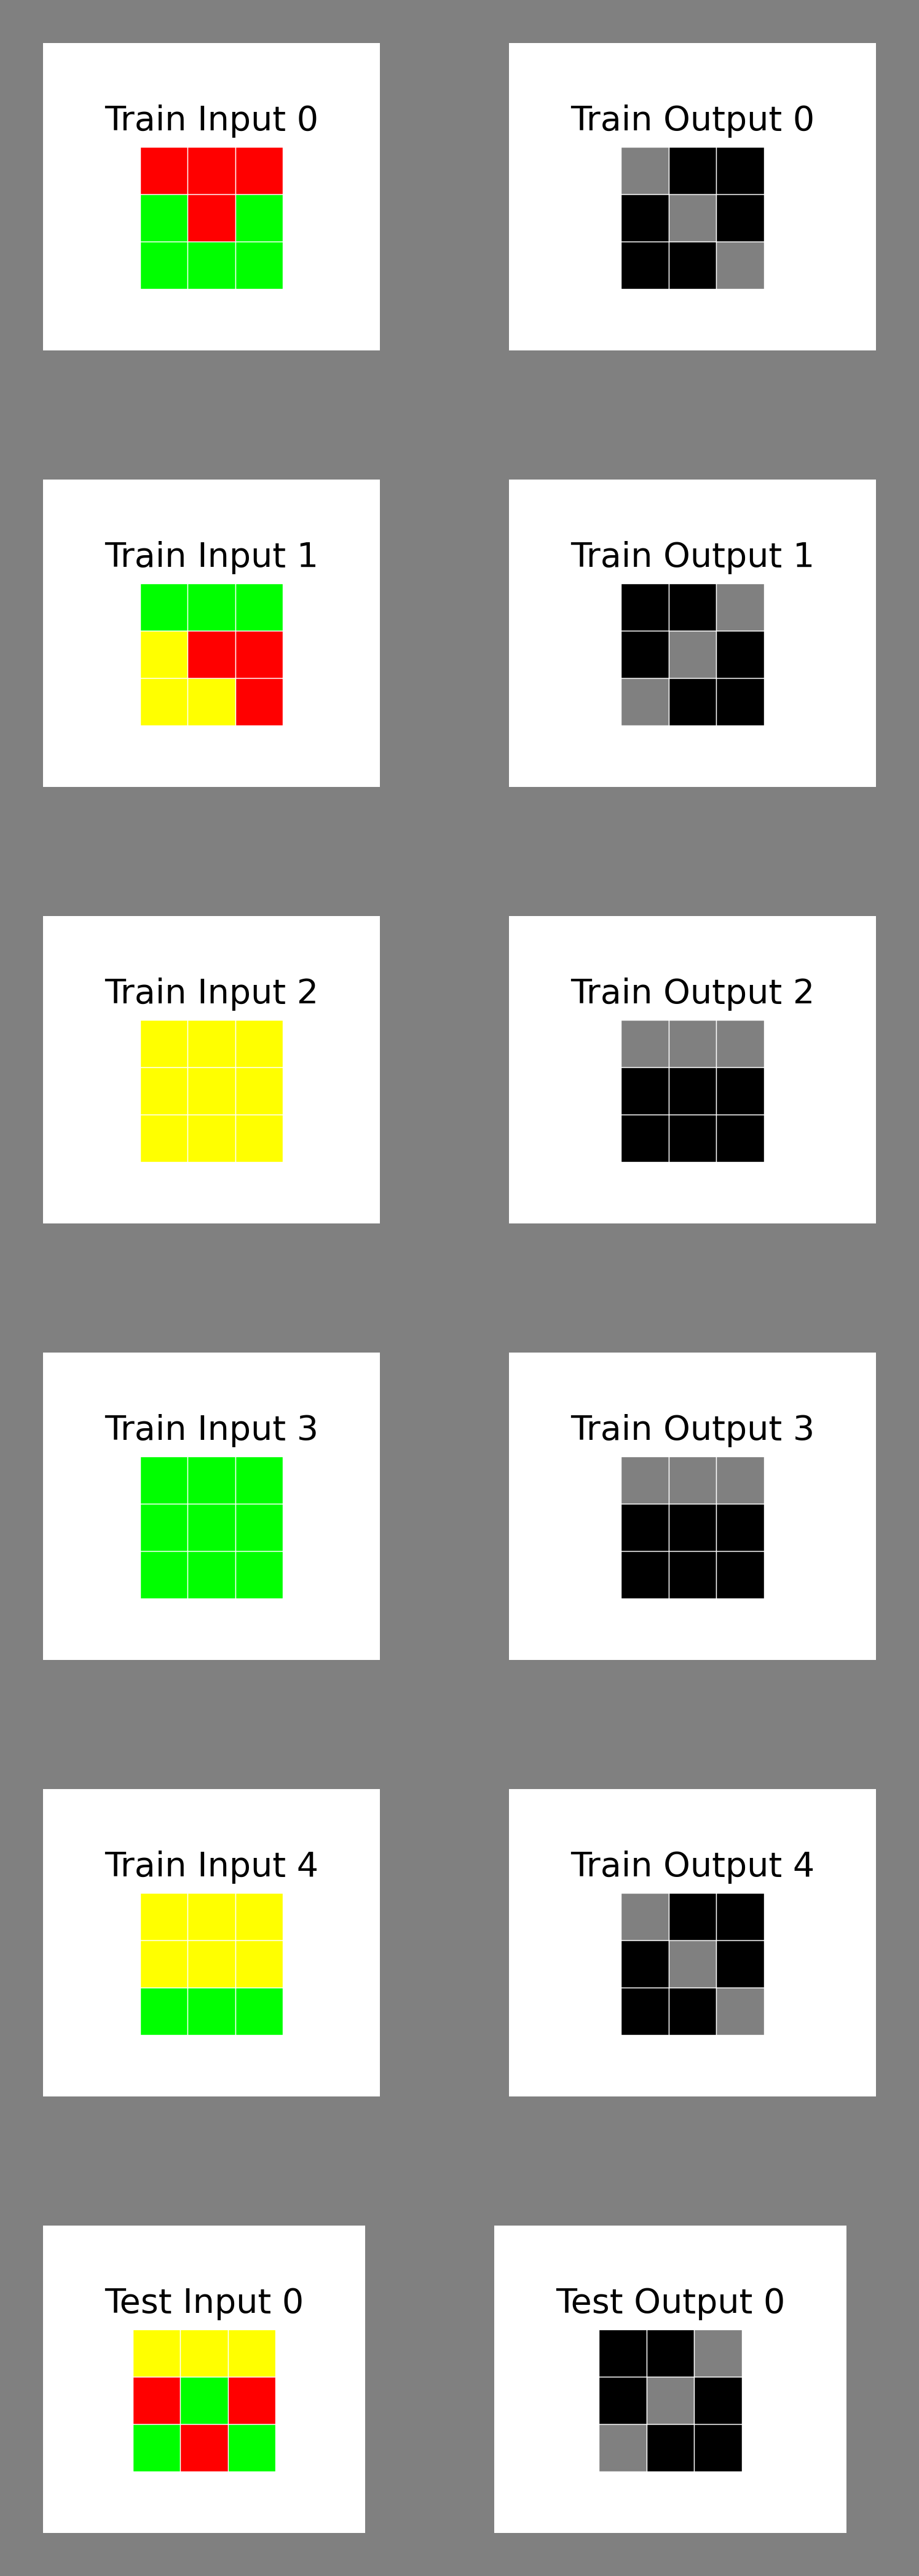 Train Input 0
Train Output 0
Train Input 1
Train Output 1
Train Input 2
Train Output 2
Train Input 3
Train Output 3
Train Input 4
Train Output 4
Test Input 0
Test Output 0